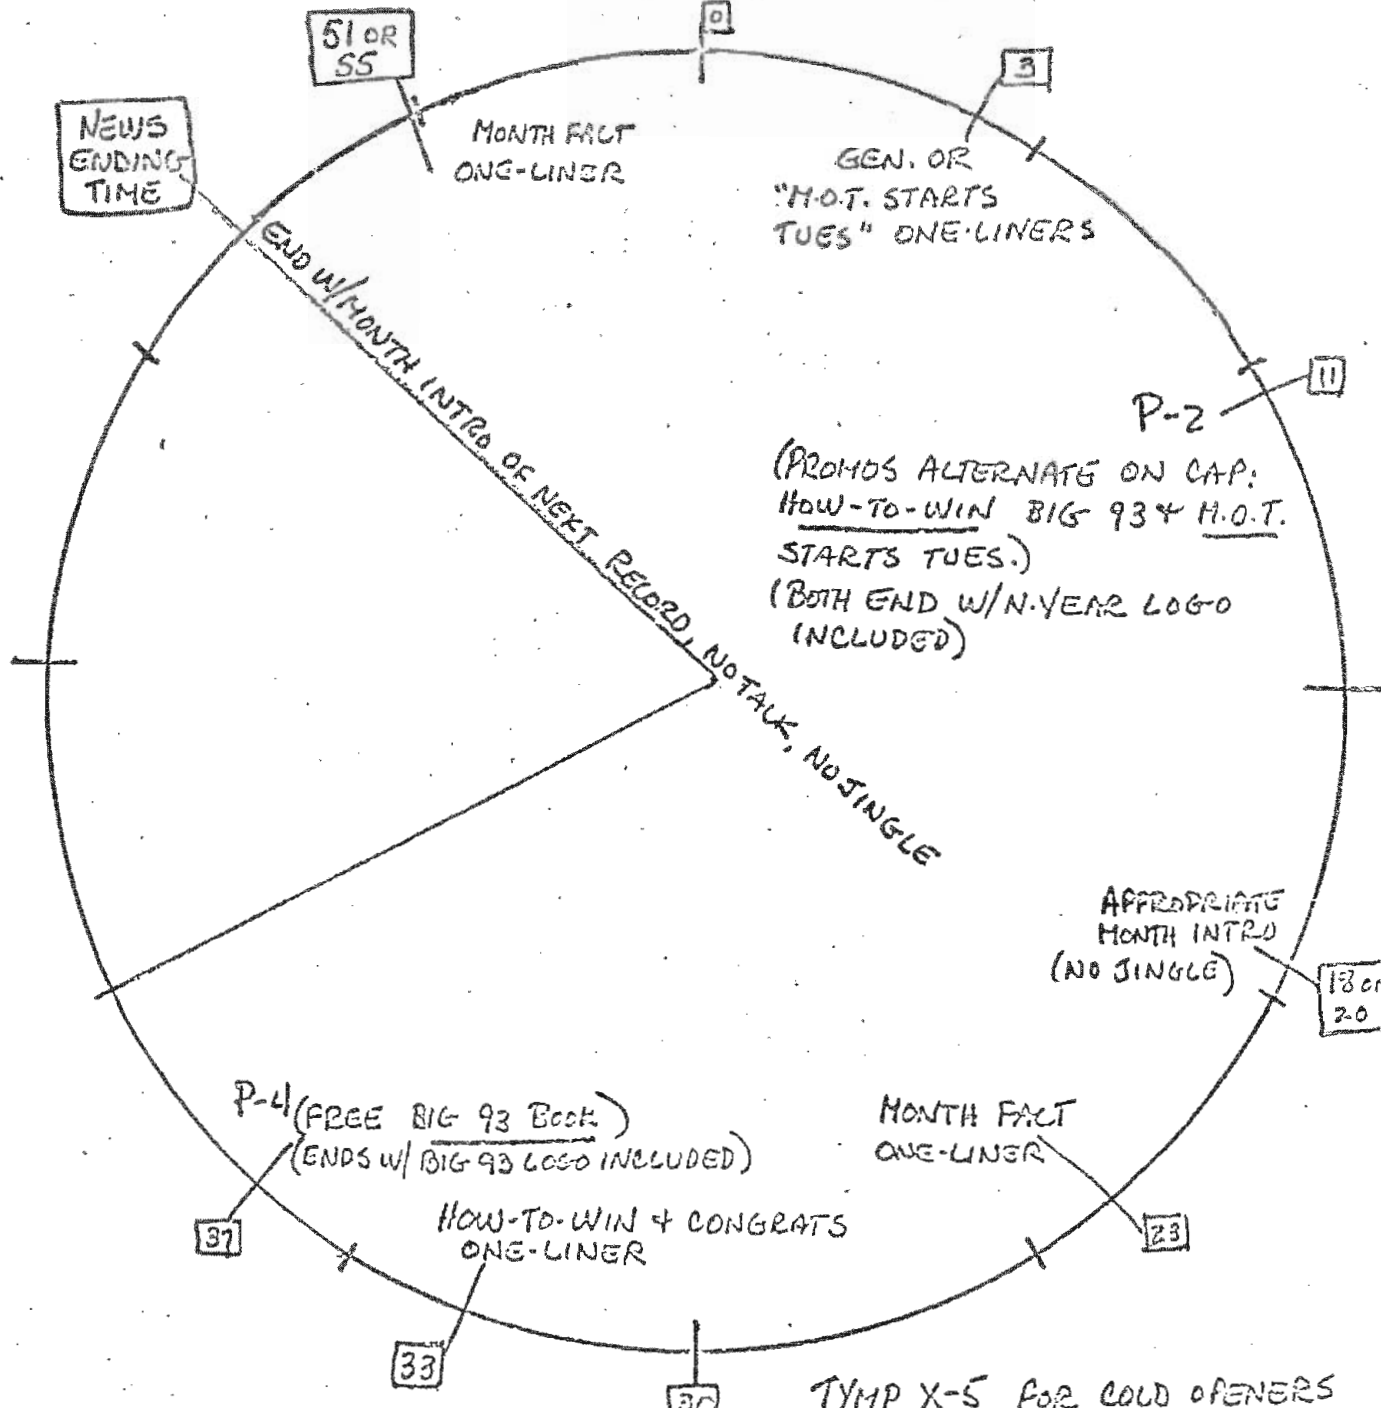 0
51 OR
55
3
NEWS
ENDING
TIME
MONTH FACT
ONE-LINER
GEN. OR
"M.O.T. STARTS
TUES" ONE-LINERS
END W/MONTH INTRO OF NEXT RECORD, NO TALK, NO JINGLE
11
P-2
(PROMOS ALTERNATE ON CAP:
HOW-TO-WIN BIG 93 & M.O.T.
STARTS TUES.)
(BOTH END W/N.YEAR LOGO
INCLUDED)
APPROPRIATE
MONTH INTRO
(NO JINGLE)
18 or
20
P-4 (FREE BIG 93 BOOK)
(ENDS W/ BIG 93 LOGO INCLUDED)
MONTH FACT
ONE-LINER
37
HOW-TO-WIN & CONGRATS
ONE-LINER
23
33
30
TYMP X-5 FOR COLD OPENERS